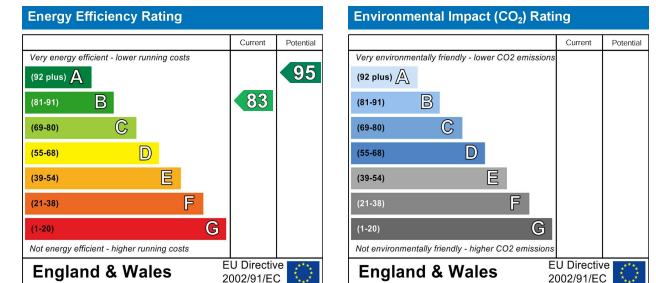 Energy Efficiency Rating
Current Potential
Very energy efficient - lower running costs
(92 plus) A
(81-91) B
(69-80) C
(55-68) D
(39-54) E
(21-38) F
(1-20) G
83
95
Not energy efficient - higher running costs
England & Wales
EU Directive
2002/91/EC
Environmental Impact (CO₂) Rating
Current Potential
Very environmentally friendly - lower CO2 emissions
(92 plus) A
(81-91) B
(69-80) C
(55-68) D
(39-54) E
(21-38) F
(1-20) G
Not environmentally friendly - higher CO2 emissions
England & Wales
EU Directive
2002/91/EC